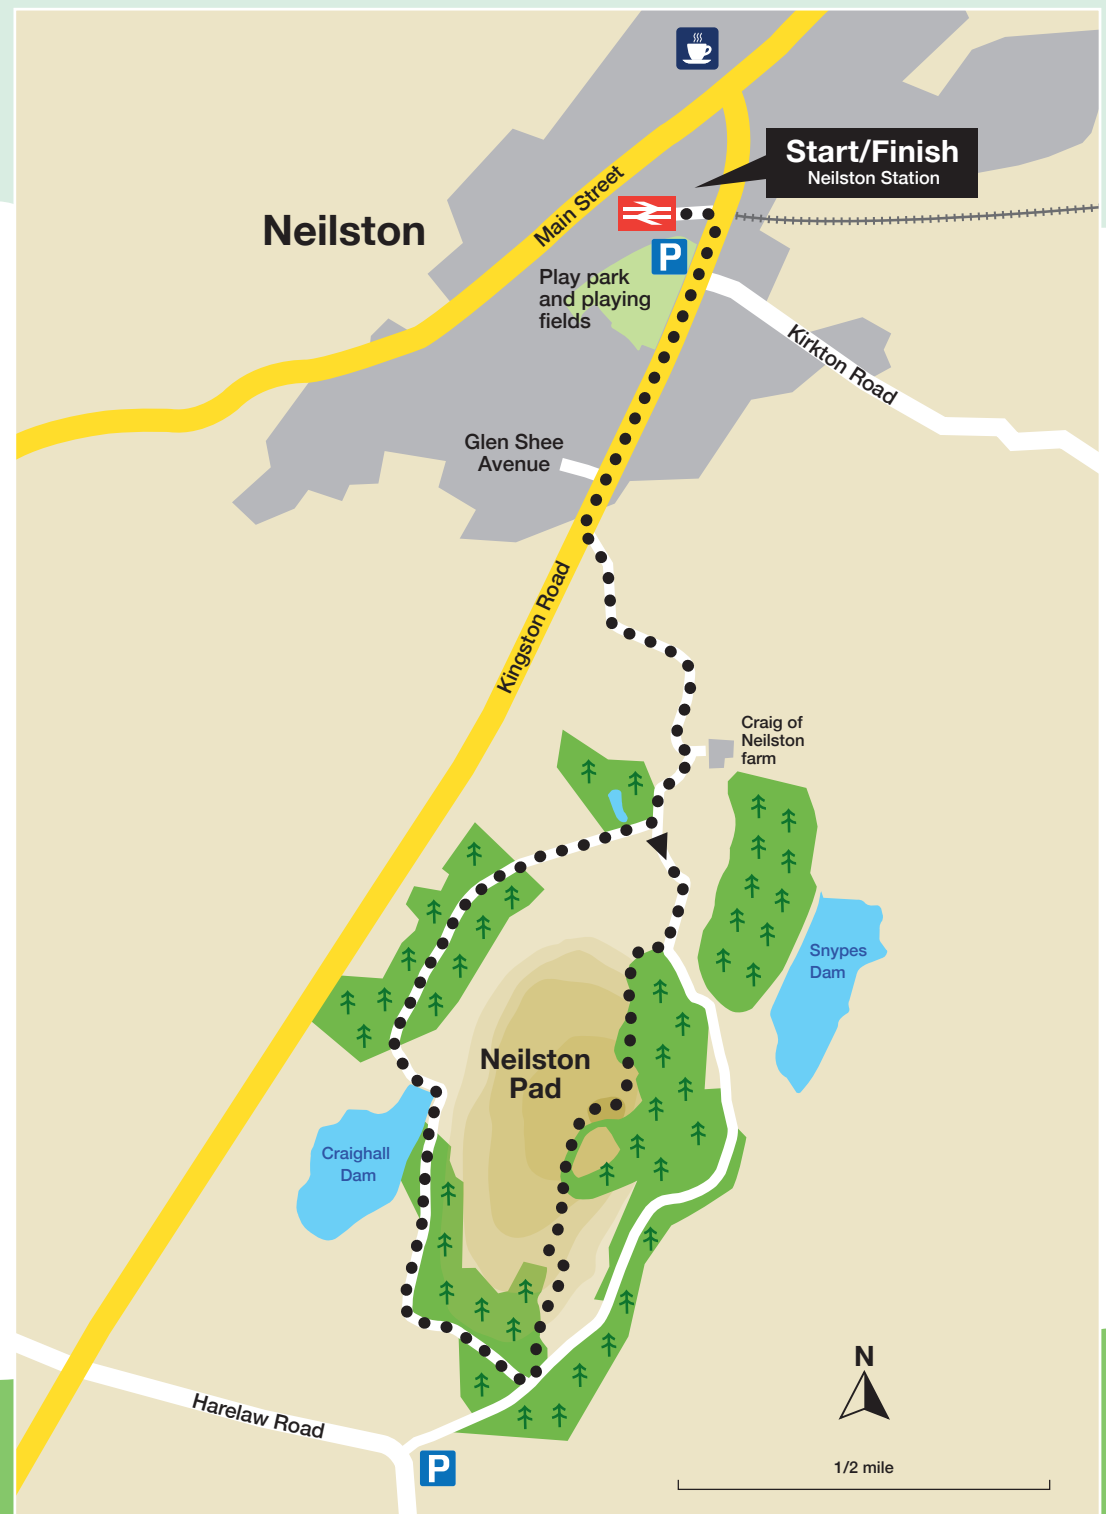 Start/Finish
Neilston Station
Neilston
Main Street
P
Play park
and playing
fields
Kirkton Road
Glen Shee
Avenue
Kingston Road
Craig of
Neilston
farm
Snypes
Dam
Neilston
Pad
Craighall
Dam
N
Harelaw Road
P
1/2 mile